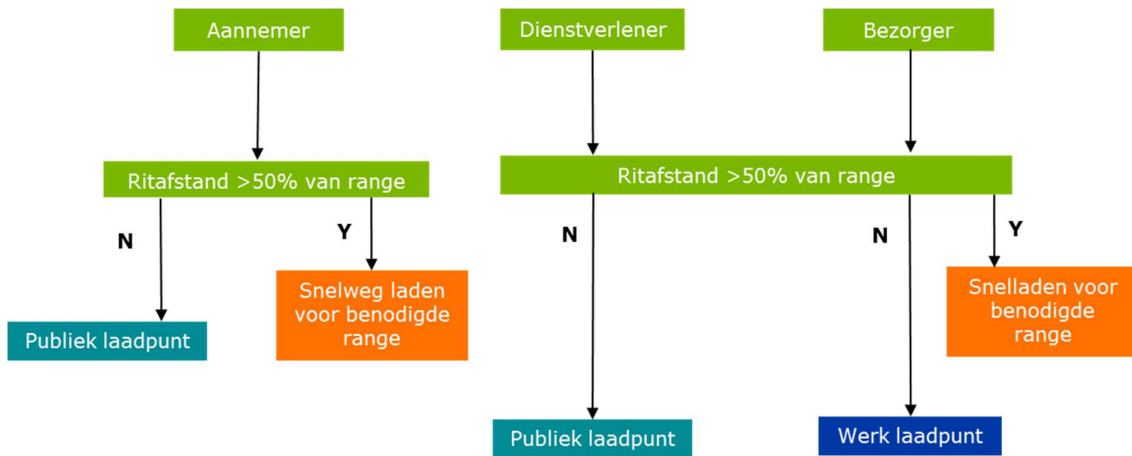 Aannemer
Dienstverlener
Bezorger
Ritafstand >50% van range
Ritafstand >50% van range
N
Y
N
N
Y
Snelweg laden
voor benodigde
range
Snelladen voor
benodigde
range
Publiek laadpunt
Publiek laadpunt
Werk laadpunt